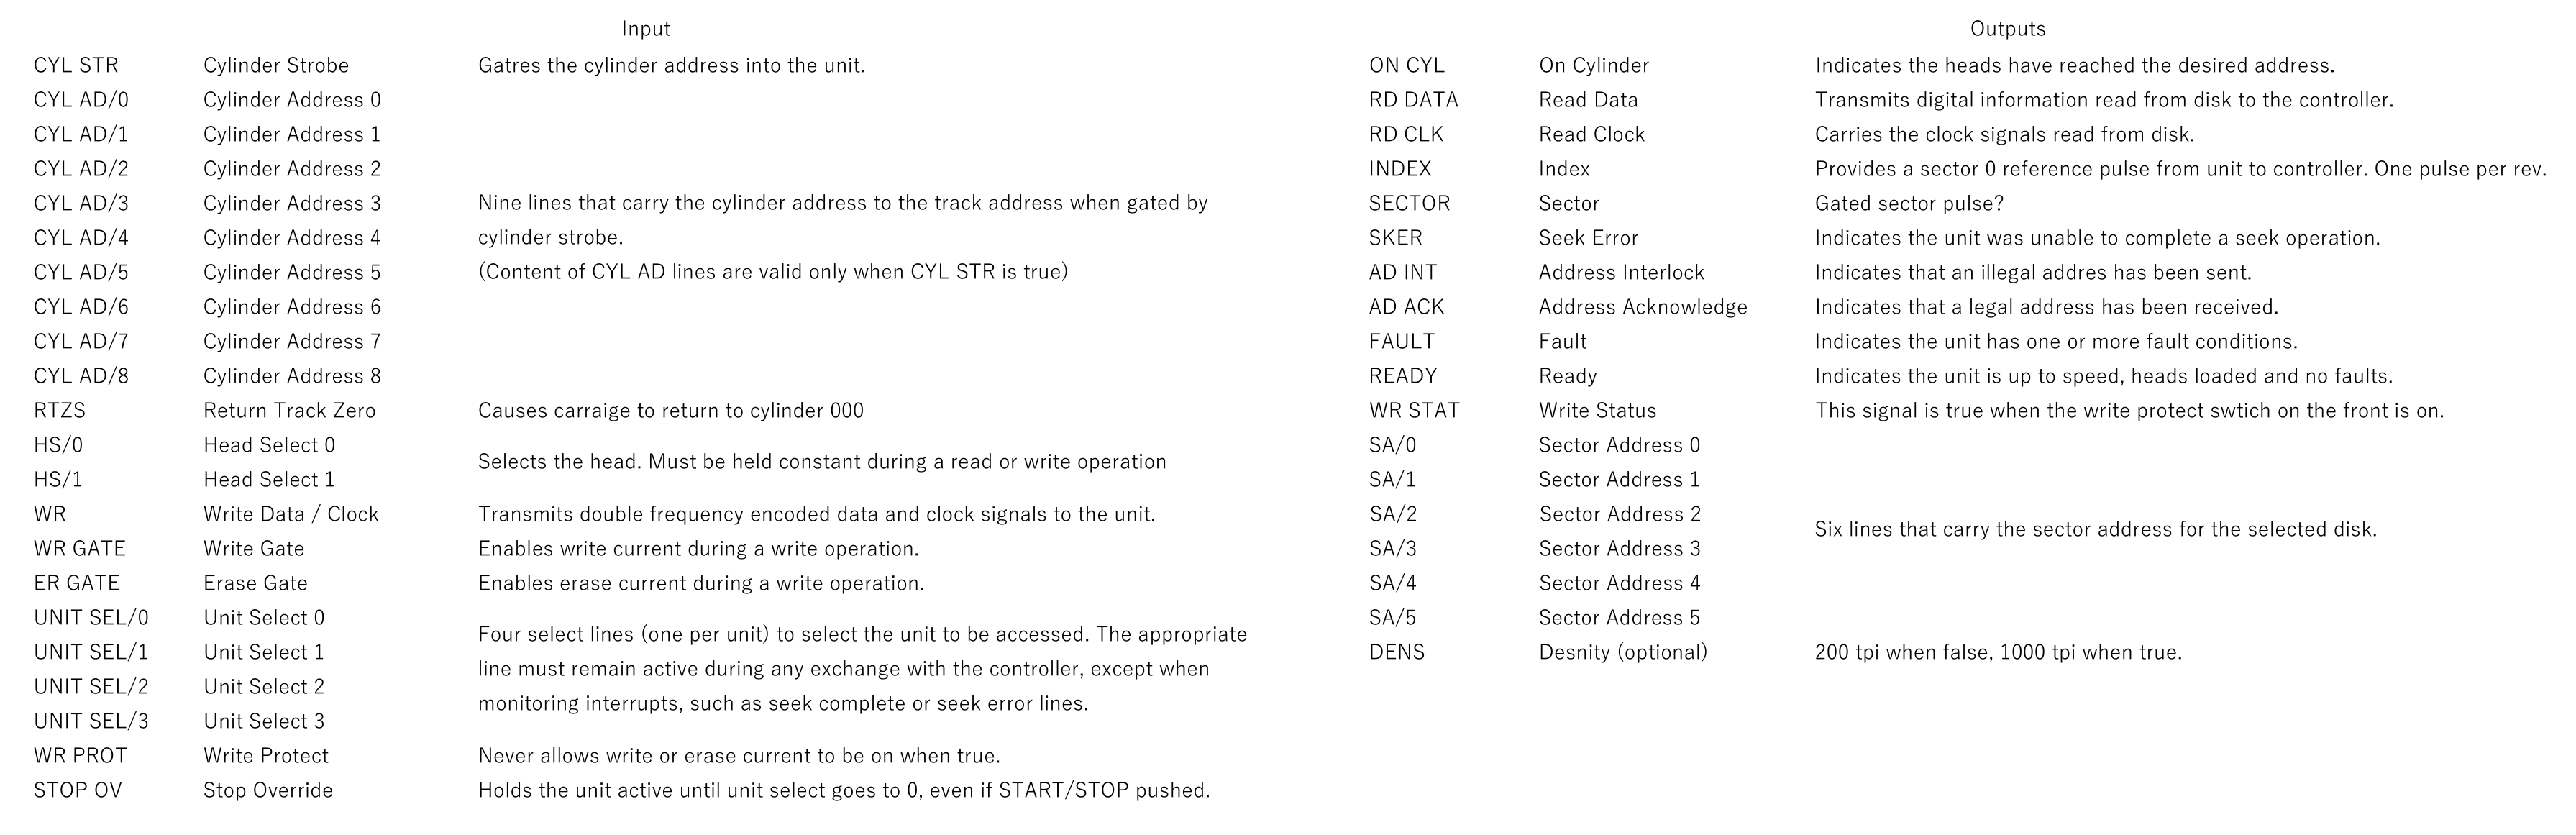 Input
CYL STR Cylinder Strobe Gatres the cylinder address into the unit.
CYL AD/0 Cylinder Address 0
CYL AD/1 Cylinder Address 1
CYL AD/2 Cylinder Address 2
CYL AD/3 Cylinder Address 3 Nine lines that carry the cylinder address to the track address when gated by
CYL AD/4 Cylinder Address 4 cylinder strobe.
CYL AD/5 Cylinder Address 5 (Content of CYL AD lines are valid only when CYL STR is true)
CYL AD/6 Cylinder Address 6
CYL AD/7 Cylinder Address 7
CYL AD/8 Cylinder Address 8
RTZS Return Track Zero Causes carraige to return to cylinder 000
HS/0 Head Select 0
Selects the head. Must be held constant during a read or write operation
HS/1 Head Select 1
WR Write Data / Clock Transmits double frequency encoded data and clock signals to the unit.
WR GATE Write Gate Enables write current during a write operation.
ER GATE Erase Gate Enables erase current during a write operation.
UNIT SEL/0 Unit Select 0
Four select lines (one per unit) to select the unit to be accessed. The appropriate
UNIT SEL/1 Unit Select 1
line must remain active during any exchange with the controller, except when
UNIT SEL/2 Unit Select 2
monitoring interrupts, such as seek complete or seek error lines.
UNIT SEL/3 Unit Select 3
WR PROT Write Protect Never allows write or erase current to be on when true.
STOP OV Stop Override Holds the unit active until unit select goes to 0, even if START/STOP pushed.
Outputs
ON CYL On Cylinder Indicates the heads have reached the desired address.
RD DATA Read Data Transmits digital information read from disk to the controller.
RD CLK Read Clock Carries the clock signals read from disk.
INDEX Index Provides a sector 0 reference pulse from unit to controller. One pulse per rev.
SECTOR Sector Gated sector pulse?
SKER Seek Error Indicates the unit was unable to complete a seek operation.
AD INT Address Interlock Indicates that an illegal addres has been sent.
AD ACK Address Acknowledge Indicates that a legal address has been received.
FAULT Fault Indicates the unit has one or more fault conditions.
READY Ready Indicates the unit is up to speed, heads loaded and no faults.
WR STAT Write Status This signal is true when the write protect swtich on the front is on.
SA/0 Sector Address 0
SA/1 Sector Address 1
SA/2 Sector Address 2
Six lines that carry the sector address for the selected disk.
SA/3 Sector Address 3
SA/4 Sector Address 4
SA/5 Sector Address 5
DENS Desnity (optional) 200 tpi when false, 1000 tpi when true.